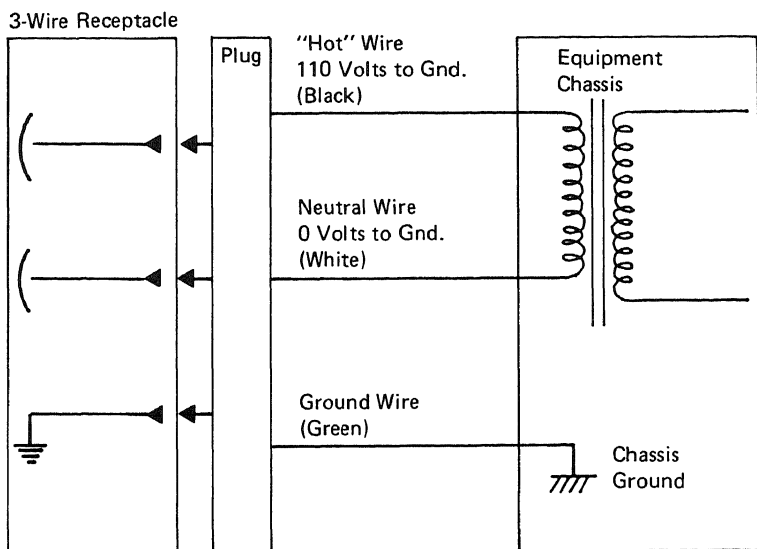 3-Wire Receptacle
Plug
"Hot" Wire
110 Volts to Gnd.
(Black)
Equipment
Chassis
Neutral Wire
0 Volts to Gnd.
(White)
Ground Wire
(Green)
Chassis
Ground